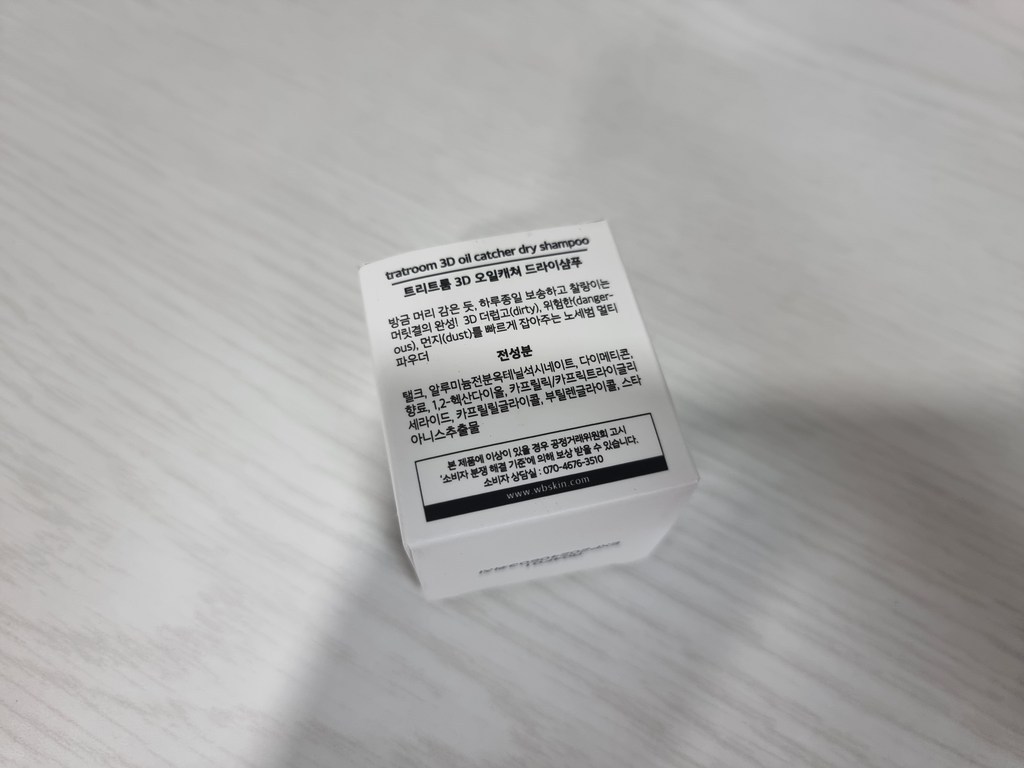 tratroom 3D oil catcher dry shampoo
트리트룸 3D 오일캐쳐 드라이샴푸
방금 머리 감은 듯, 하루종일 보송하고 찰랑이는
머릿결의 완성! 3D 더럽고(dirty), 위험한(danger-
ous), 먼지(dust)를 빠르게 잡아주는 노세범 멀티
파우더
전성분
탤크, 알루미늄전분옥테닐석시네이트, 다이메티콘,
향료, 1,2-헥산다이올, 카프릴릭/카프릭트라이글리
세라이드, 카프릴릴글라이콜, 부틸렌글라이콜, 스타
아니스추출물
본 제품에 이상이 있을 경우 공정거래위원회 고시
'소비자 분쟁 해결 기준'에 의해 보상 받을 수 있습니다.
소비자 상담실 : 070-4676-3510
www.wbskin.com